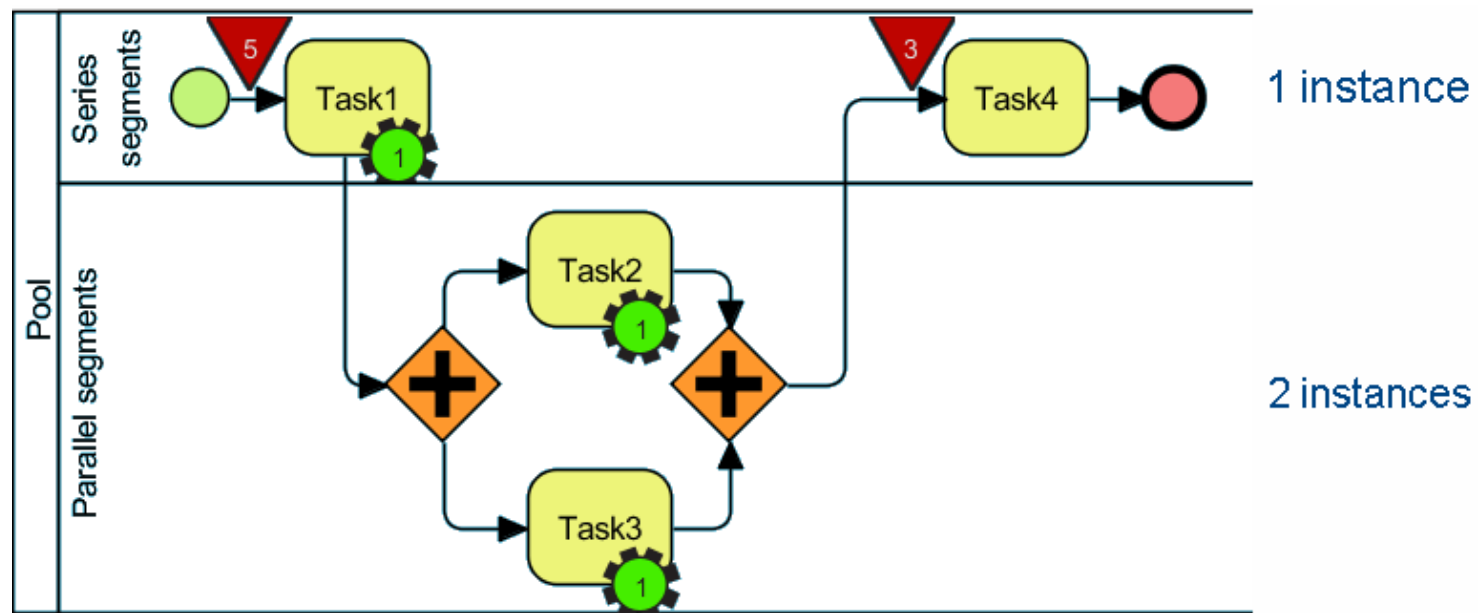 Pool
Series
segments
5
Task1
1
3
Task4
1 instance
Parallel segments
Task2
1
Task3
1
2 instances